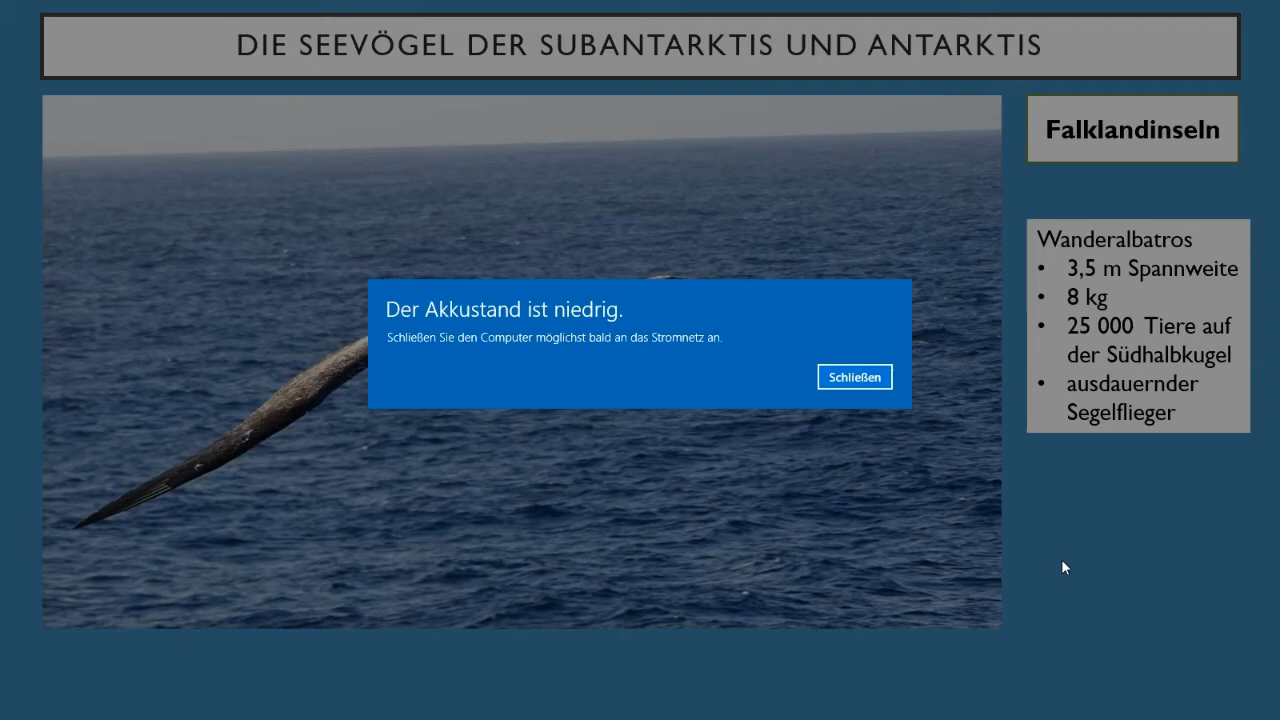 DIE SEEVÖGEL DER SUBANTARKTIS UND ANTARKTIS
Falklandinseln
Wanderalbatros
• 3,5 m Spannweite
• 8 kg
• 25 000 Tiere auf
der Südhalbkugel
• ausdauernder
Segelflieger
Der Akkustand ist niedrig.
Schließen Sie den Computer möglichst bald an das Stromnetz an.
Schließen